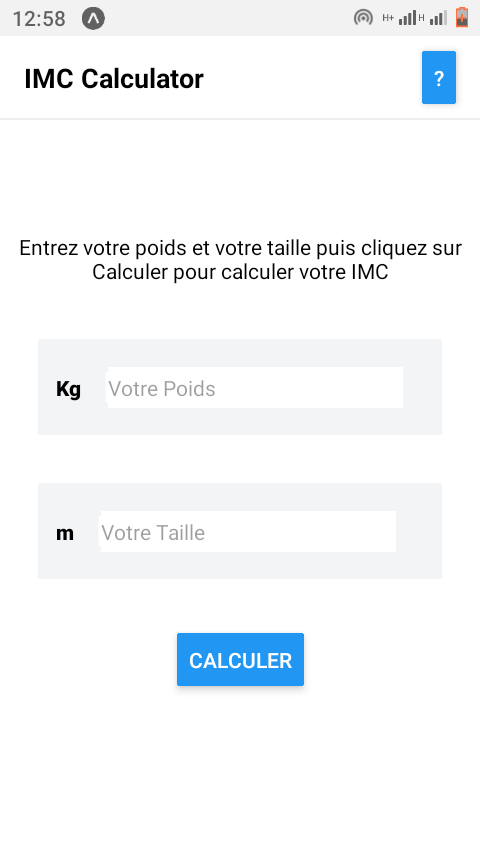 12:58 H+ H
IMC Calculator ?
Entrez votre poids et votre taille puis cliquez sur
Calculer pour calculer votre IMC
Kg Votre Poids
m Votre Taille
CALCULER